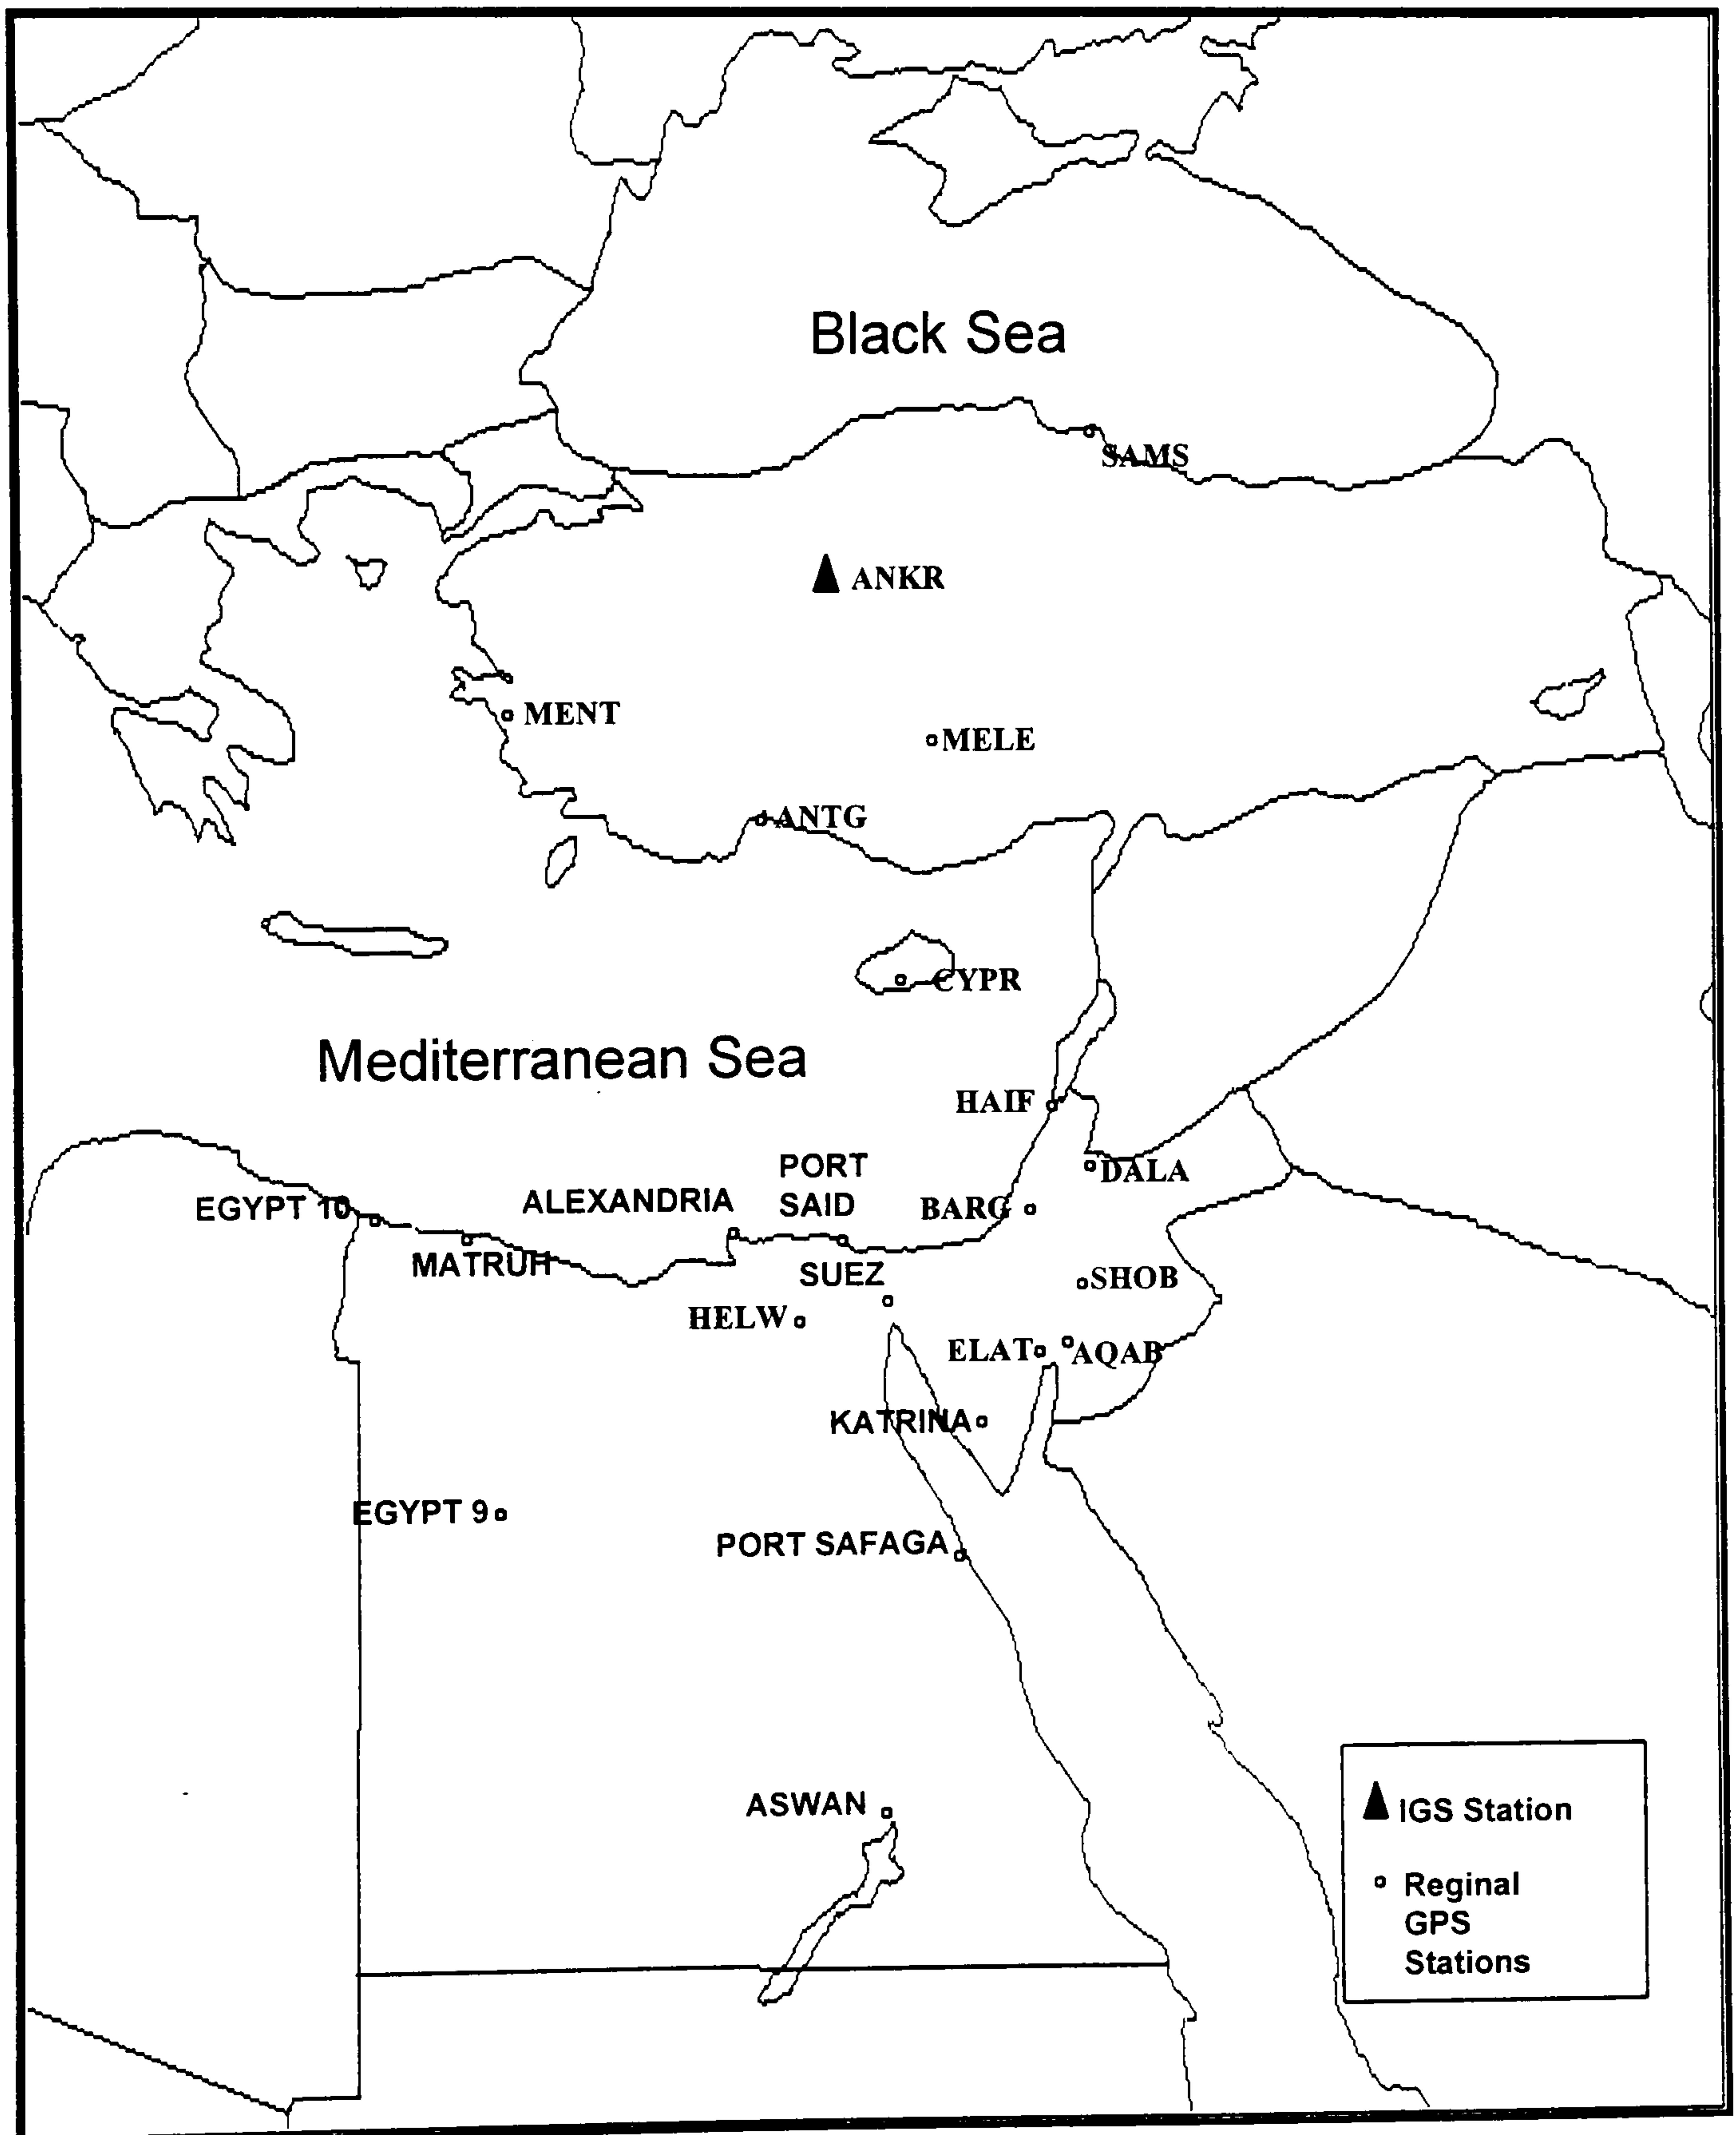 Black Sea
SAMS
ANKR
MENT
MELE
ANTG
CYPR
Mediterranean Sea
HAIF
PORT
SAID
DALA
ALEXANDRIA
EGYPT 10
BARG
MATRUH
SUEZ
SHOB
HELW
ELAT
AQAB
KATRINA
EGYPT 9
PORT SAFAGA
ASWAN
IGS Station
Reginal
GPS
Stations